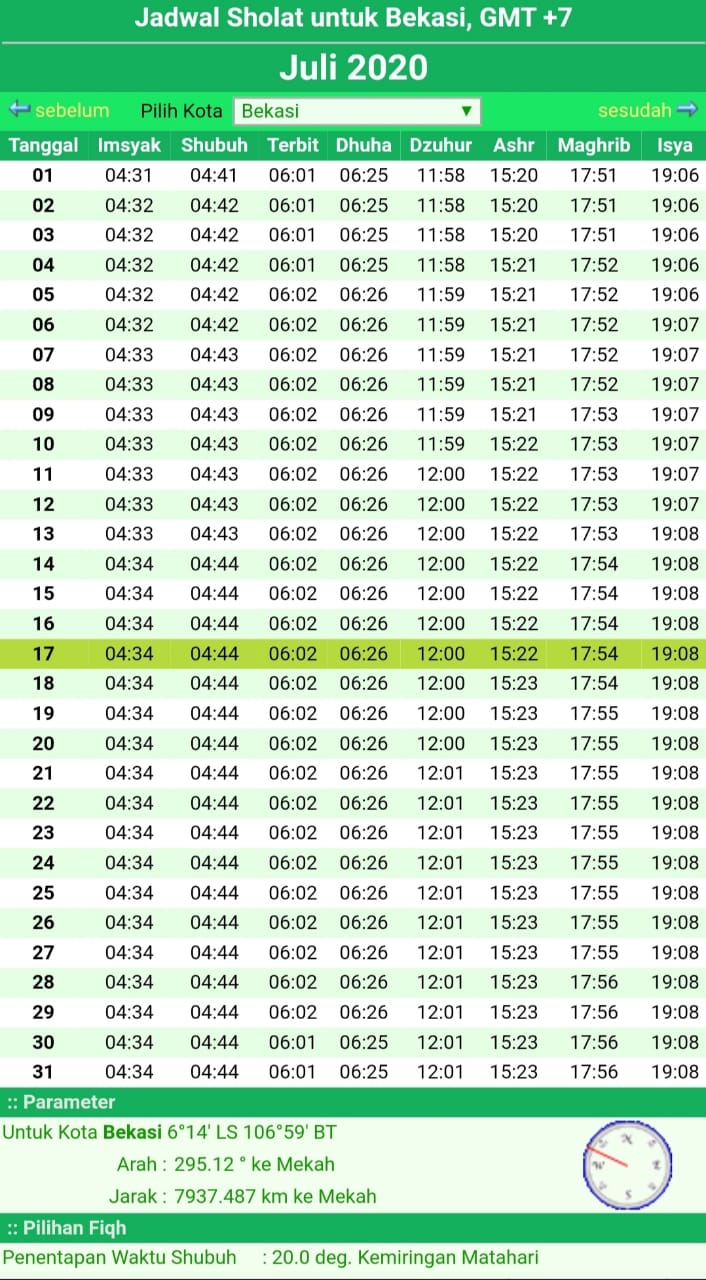 Jadwal Sholat untuk Bekasi, GMT +7
Juli 2020
sebelum Pilih Kota Bekasi sesudah
Tanggal Imsyak Shubuh Terbit Dhuha Dzuhur Ashr Maghrib Isya
01 04:31 04:41 06:01 06:25 11:58 15:20 17:51 19:06
02 04:32 04:42 06:01 06:25 11:58 15:20 17:51 19:06
03 04:32 04:42 06:01 06:25 11:58 15:20 17:51 19:06
04 04:32 04:42 06:01 06:25 11:58 15:21 17:52 19:06
05 04:32 04:42 06:02 06:26 11:59 15:21 17:52 19:06
06 04:32 04:42 06:02 06:26 11:59 15:21 17:52 19:07
07 04:33 04:43 06:02 06:26 11:59 15:21 17:52 19:07
08 04:33 04:43 06:02 06:26 11:59 15:21 17:52 19:07
09 04:33 04:43 06:02 06:26 11:59 15:21 17:53 19:07
10 04:33 04:43 06:02 06:26 11:59 15:22 17:53 19:07
11 04:33 04:43 06:02 06:26 12:00 15:22 17:53 19:07
12 04:33 04:43 06:02 06:26 12:00 15:22 17:53 19:07
13 04:33 04:43 06:02 06:26 12:00 15:22 17:53 19:08
14 04:34 04:44 06:02 06:26 12:00 15:22 17:54 19:08
15 04:34 04:44 06:02 06:26 12:00 15:22 17:54 19:08
16 04:34 04:44 06:02 06:26 12:00 15:22 17:54 19:08
17 04:34 04:44 06:02 06:26 12:00 15:22 17:54 19:08
18 04:34 04:44 06:02 06:26 12:00 15:23 17:54 19:08
19 04:34 04:44 06:02 06:26 12:00 15:23 17:55 19:08
20 04:34 04:44 06:02 06:26 12:00 15:23 17:55 19:08
21 04:34 04:44 06:02 06:26 12:01 15:23 17:55 19:08
22 04:34 04:44 06:02 06:26 12:01 15:23 17:55 19:08
23 04:34 04:44 06:02 06:26 12:01 15:23 17:55 19:08
24 04:34 04:44 06:02 06:26 12:01 15:23 17:55 19:08
25 04:34 04:44 06:02 06:26 12:01 15:23 17:55 19:08
26 04:34 04:44 06:02 06:26 12:01 15:23 17:55 19:08
27 04:34 04:44 06:02 06:26 12:01 15:23 17:55 19:08
28 04:34 04:44 06:02 06:26 12:01 15:23 17:56 19:08
29 04:34 04:44 06:02 06:26 12:01 15:23 17:56 19:08
30 04:34 04:44 06:01 06:25 12:01 15:23 17:56 19:08
31 04:34 04:44 06:01 06:25 12:01 15:23 17:56 19:08
:: Parameter
Untuk Kota Bekasi 6°14' LS 106°59' BT
Arah : 295.12 ° ke Mekah
Jarak : 7937.487 km ke Mekah
:: Pilihan Fiqh
Penentapan Waktu Shubuh : 20.0 deg. Kemiringan Matahari